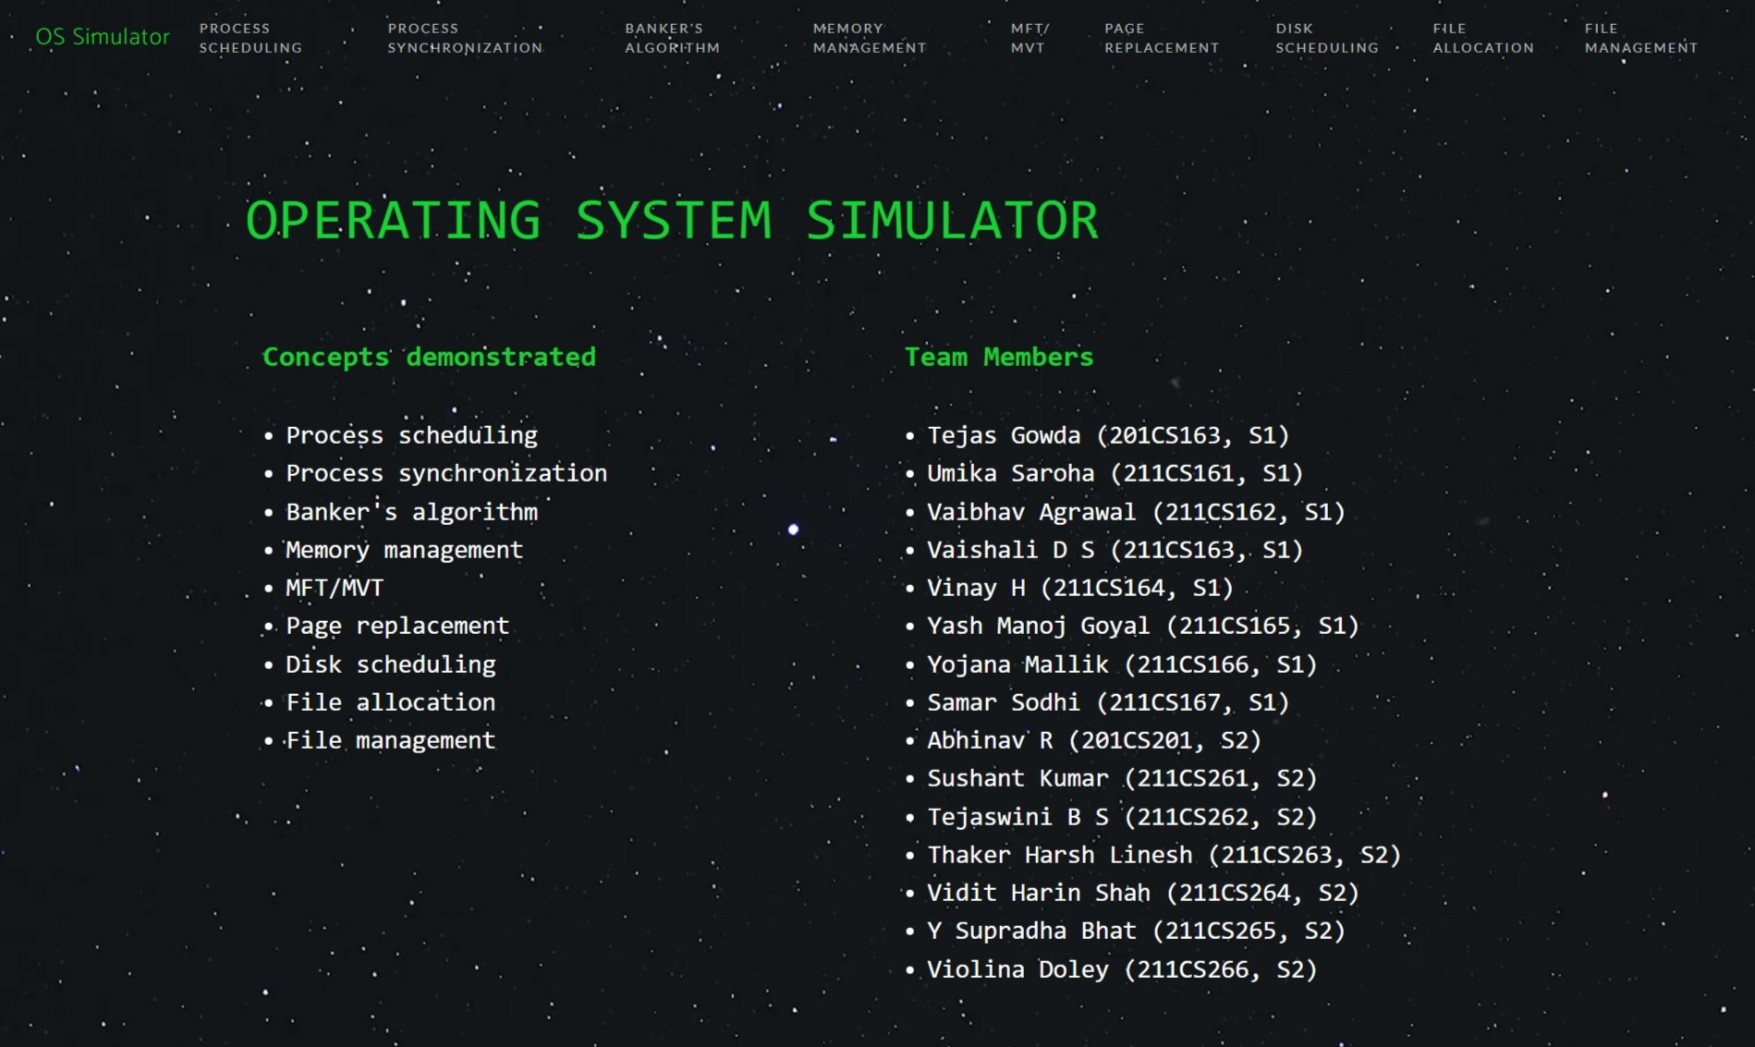 OS Simulator
PROCESS
SCHEDULING
PROCESS
SYNCHRONIZATION
BANKER'S
ALGORITHM
MEMORY
MANAGEMENT
MFT/
MVT
PAGE
REPLACEMENT
DISK
SCHEDULING
FILE
ALLOCATION
FILE
MANAGEMENT
OPERATING SYSTEM SIMULATOR
Concepts demonstrated
• Process scheduling
• Process synchronization
• Banker's algorithm
• Memory management
• MFT/MVT
• Page replacement
• Disk scheduling
• File allocation
• File management
Team Members
• Tejas Gowda (201CS163, S1)
• Umika Saroha (211CS161, S1)
• Vaibhav Agrawal (211CS162, S1)
• Vaishali D S (211CS163, S1)
• Vinay H (211CS164, S1)
• Yash Manoj Goyal (211CS165, S1)
• Yojana Mallik (211CS166, S1)
• Samar Sodhi (211CS167, S1)
• Abhinav R (201CS201, S2)
• Sushant Kumar (211CS261, S2)
• Tejaswini B S (211CS262, S2)
• Thaker Harsh Linesh (211CS263, S2)
• Vidit Harin Shah (211CS264, S2)
• Y Supradha Bhat (211CS265, S2)
• Violina Doley (211CS266, S2)